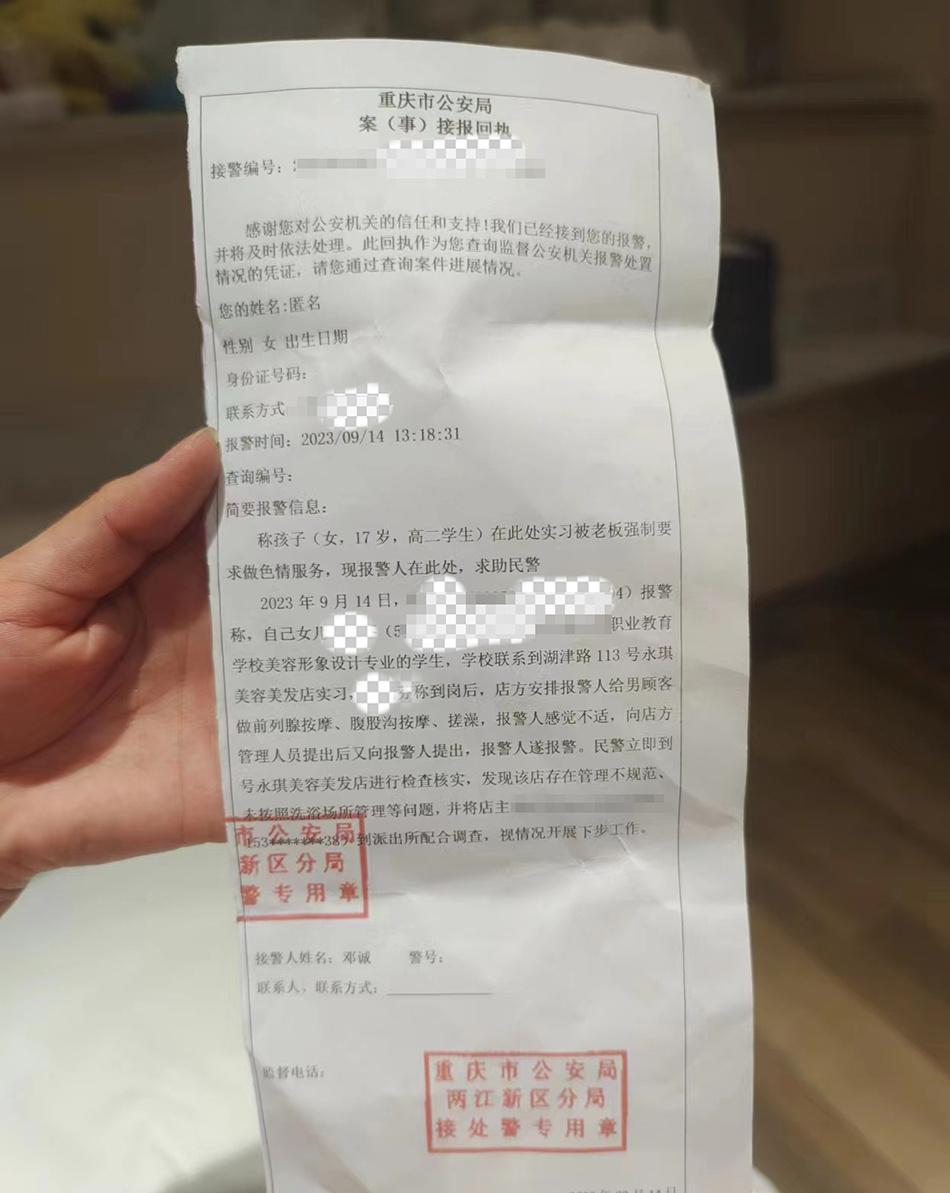 重庆市公安局
案（事）接报回执
接警编号：
感谢您对公安机关的信任和支持！我们已经接到您的报警，
并将及时依法处理。此回执作为您查询监督公安机关报警处置
情况的凭证，请您通过查询案件进展情况。
您的姓名:匿名
性别 女 出生日期
身份证号码：
联系方式
报警时间：2023/09/14 13:18:31
查询编号：
简要报警信息：
称孩子（女，17岁，高二学生）在此处实习被老板强制要
求做色情服务，现报警人在此处，求助民警
2023年9月14日，4）报警
称，自己女儿（5职业教育
学校美容形象设计专业的学生，学校联系到湖津路113号永琪
美容美发店实习，称到岗后，店方安排报警人给男顾客
做前列腺按摩、腹股沟按摩、搓澡，报警人感觉不适，向店方
管理人员提出后又向报警人提出，报警人遂报警。民警立即到
号永琪美容美发店进行检查核实，发现该店存在管理不规范、
未按照洗浴场所管理等问题，并将店主
到派出所配合调查，视情况开展下步工作。
市公安局
新区分局
警专用章
接警人姓名：邓诚 警号：
联系人、联系方式：
监督电话：
重庆市公安局
两江新区分局
接处警专用章